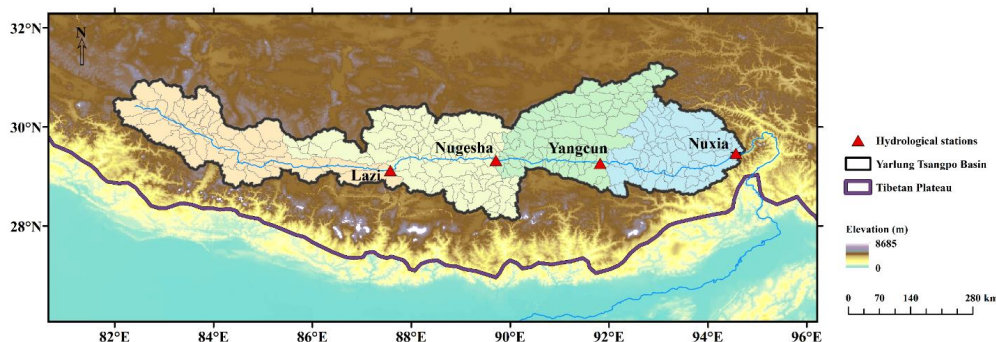 32°N
N
30°N
28°N
Nugesha
Yangcun
Nuxia
Lazi
82°E 84°E 86°E 88°E 90°E 92°E 94°E 96°E
Hydrological stations
Yarlung Tsangpo Basin
Tibetan Plateau
Elevation (m)
8685
0
0 70 140 280 km